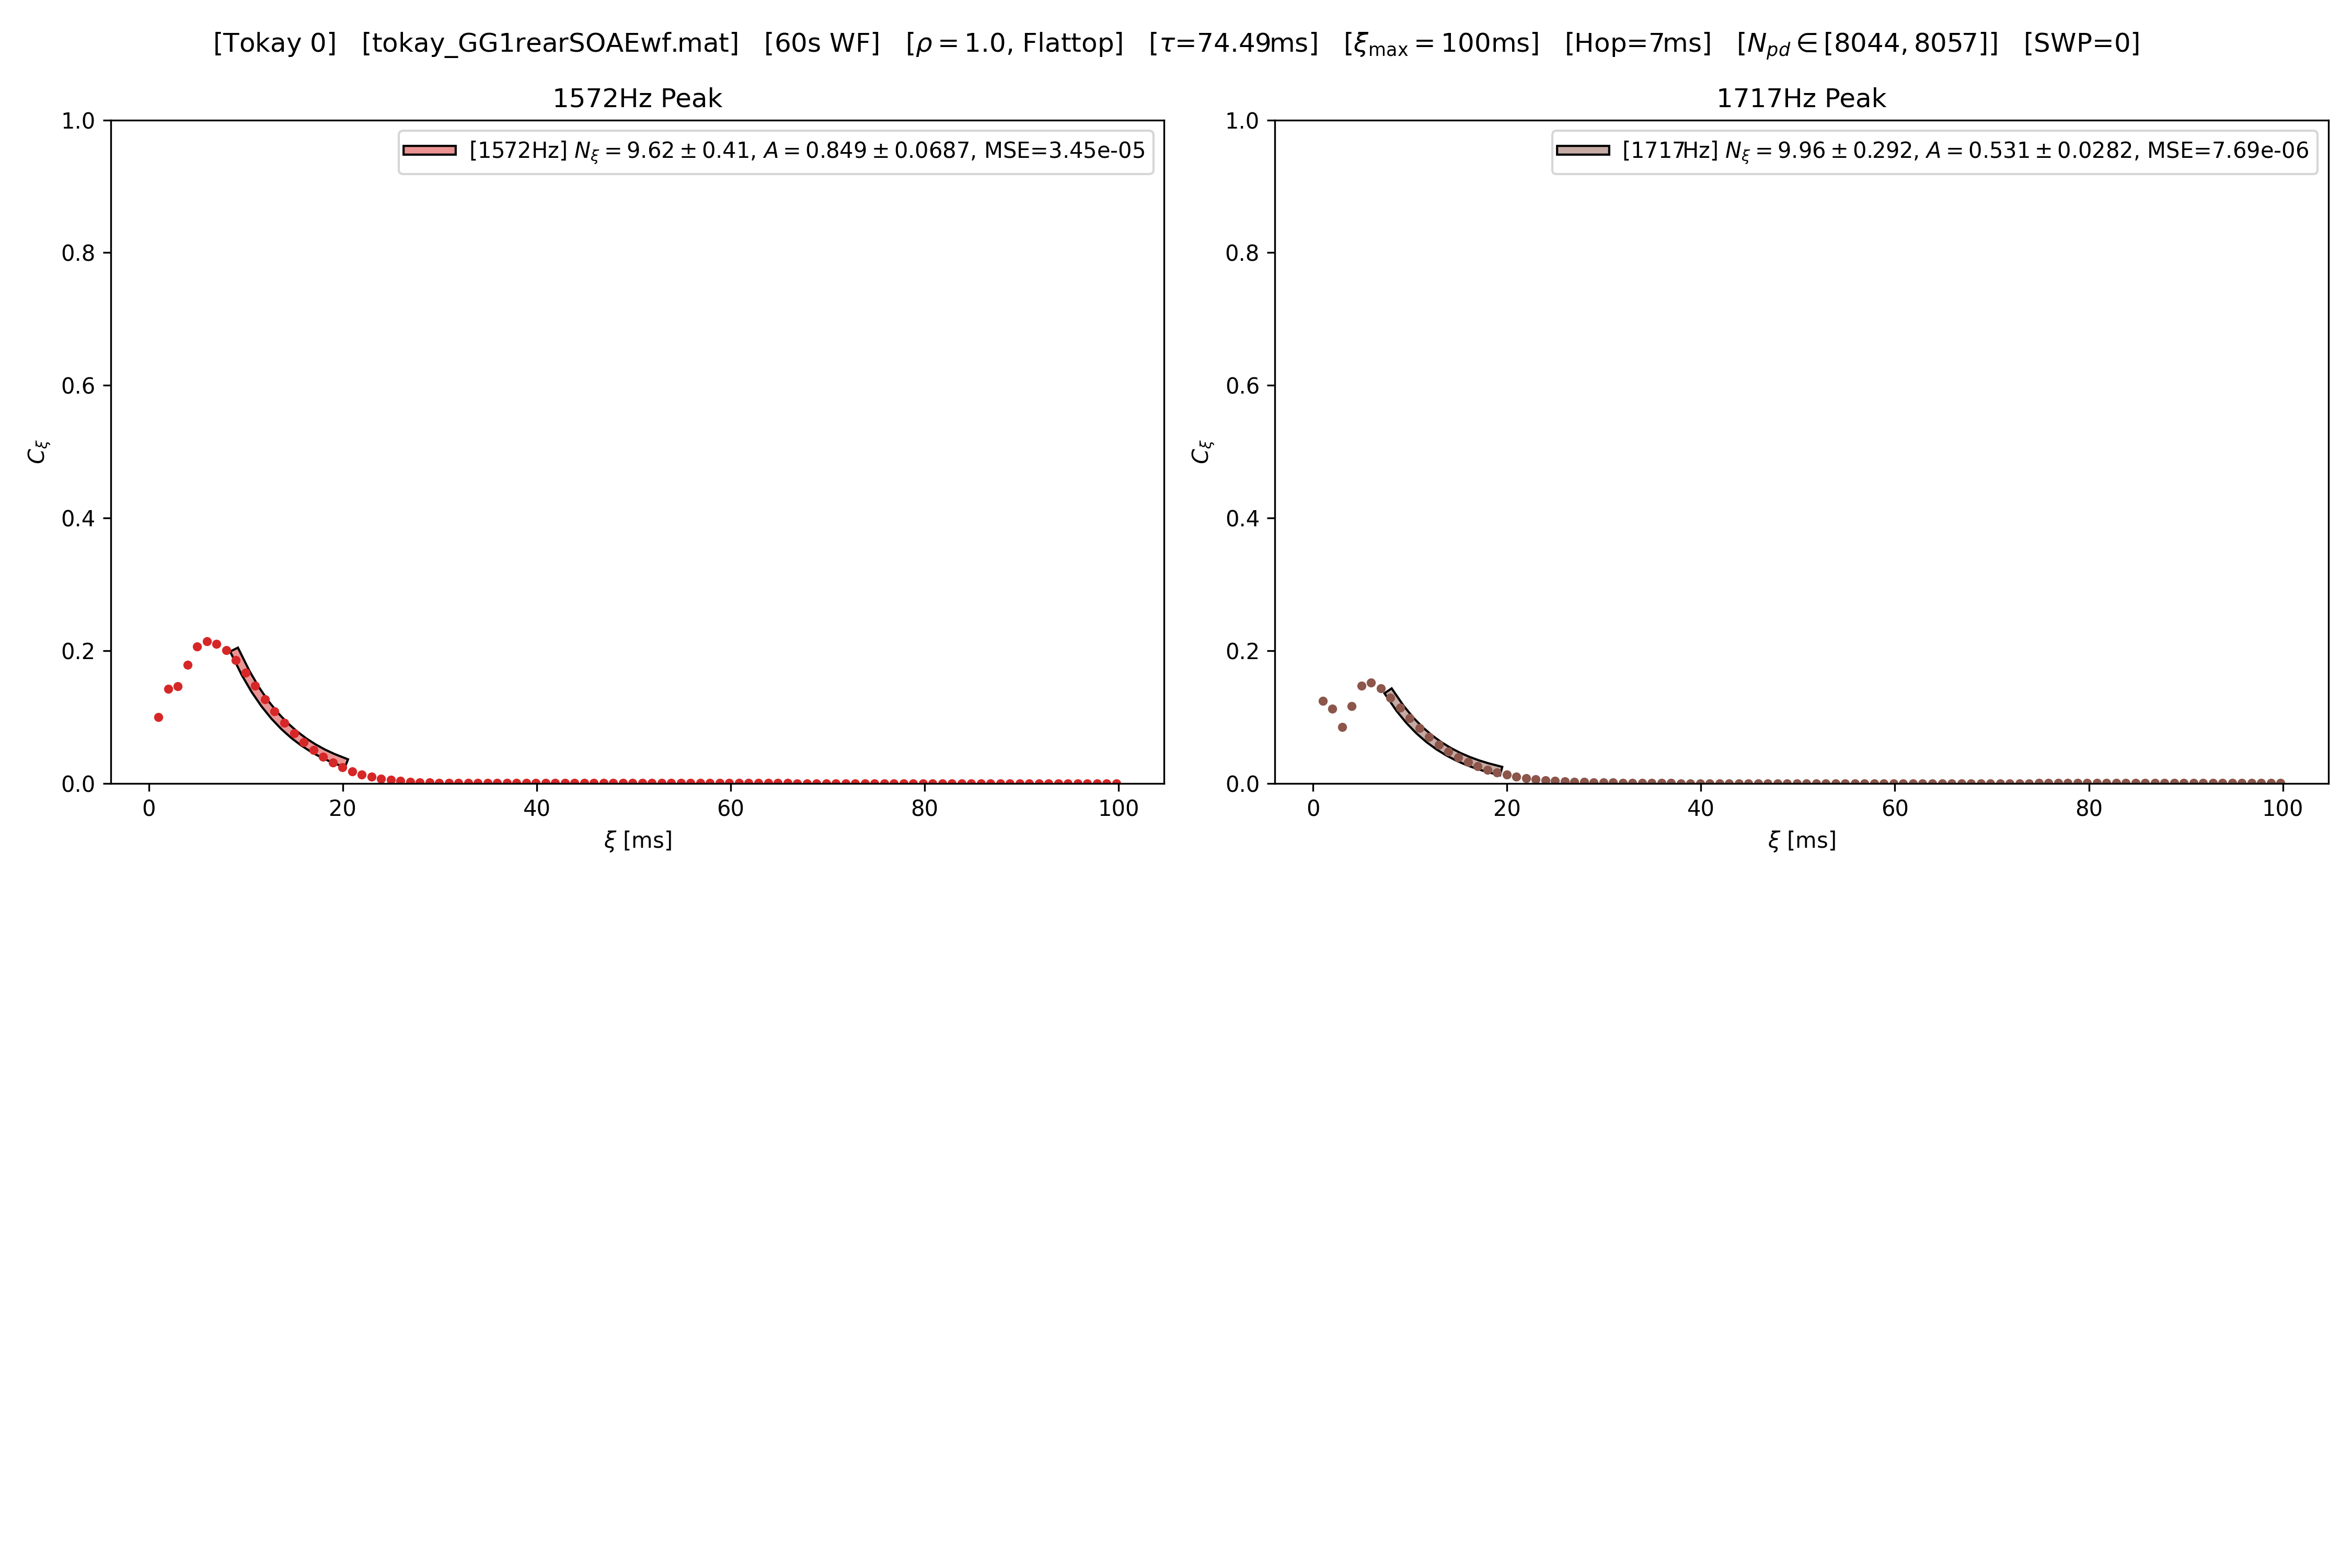 [Tokay 0] [tokay_GG1rearSOAEwf.mat] [60s WF] [ρ = 1.0, Flattop] [τ=74.49ms] [ξmax = 100ms] [Hop=7ms] [Npd ∈ [8044, 8057]] [SWP=0]
1572Hz Peak
[1572Hz] Nξ = 9.62 ± 0.41, A = 0.849 ± 0.0687, MSE=3.45e-05
1.0
0.8
0.6
0.4
0.2
0.0
Cξ
0 20 40 60 80 100
ξ [ms]
1717Hz Peak
[1717Hz] Nξ = 9.96 ± 0.292, A = 0.531 ± 0.0282, MSE=7.69e-06
1.0
0.8
0.6
0.4
0.2
0.0
Cξ
0 20 40 60 80 100
ξ [ms]